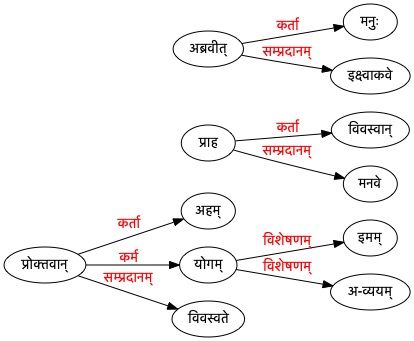 कर्ता
मनुः
अब्रवीत्
सम्प्रदानम्
इक्ष्वाकवे
कर्ता
विवस्वान्
प्राह
सम्प्रदानम्
मनवे
कर्ता
अहम्
कर्म
विशेषणम्
इमम्
प्रोक्तवान्
योगम्
विशेषणम्
सम्प्रदानम्
अ-व्ययम्
विवस्वते